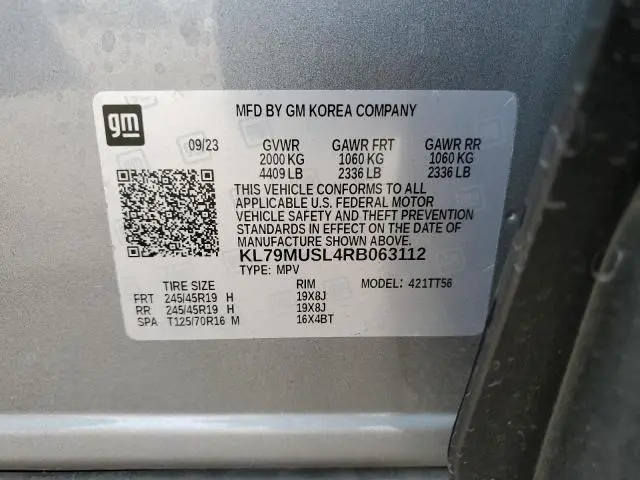 gm
MFD BY GM KOREA COMPANY
09/23 GVWR GAWR FRT GAWR RR
2000 KG 1060 KG 1060 KG
4409 LB 2336 LB 2336 LB
THIS VEHICLE CONFORMS TO ALL
APPLICABLE U.S. FEDERAL MOTOR
VEHICLE SAFETY AND THEFT PREVENTION
STANDARDS IN EFFECT ON THE DATE OF
MANUFACTURE SHOWN ABOVE.
KL79MUSL4RB063112
TYPE: MPV
TIRE SIZE RIM MODEL: 421TT56
FRT 245/45R19 H 19X8J
RR 245/45R19 H 19X8J
SPA T125/70R16 M 16X4BT